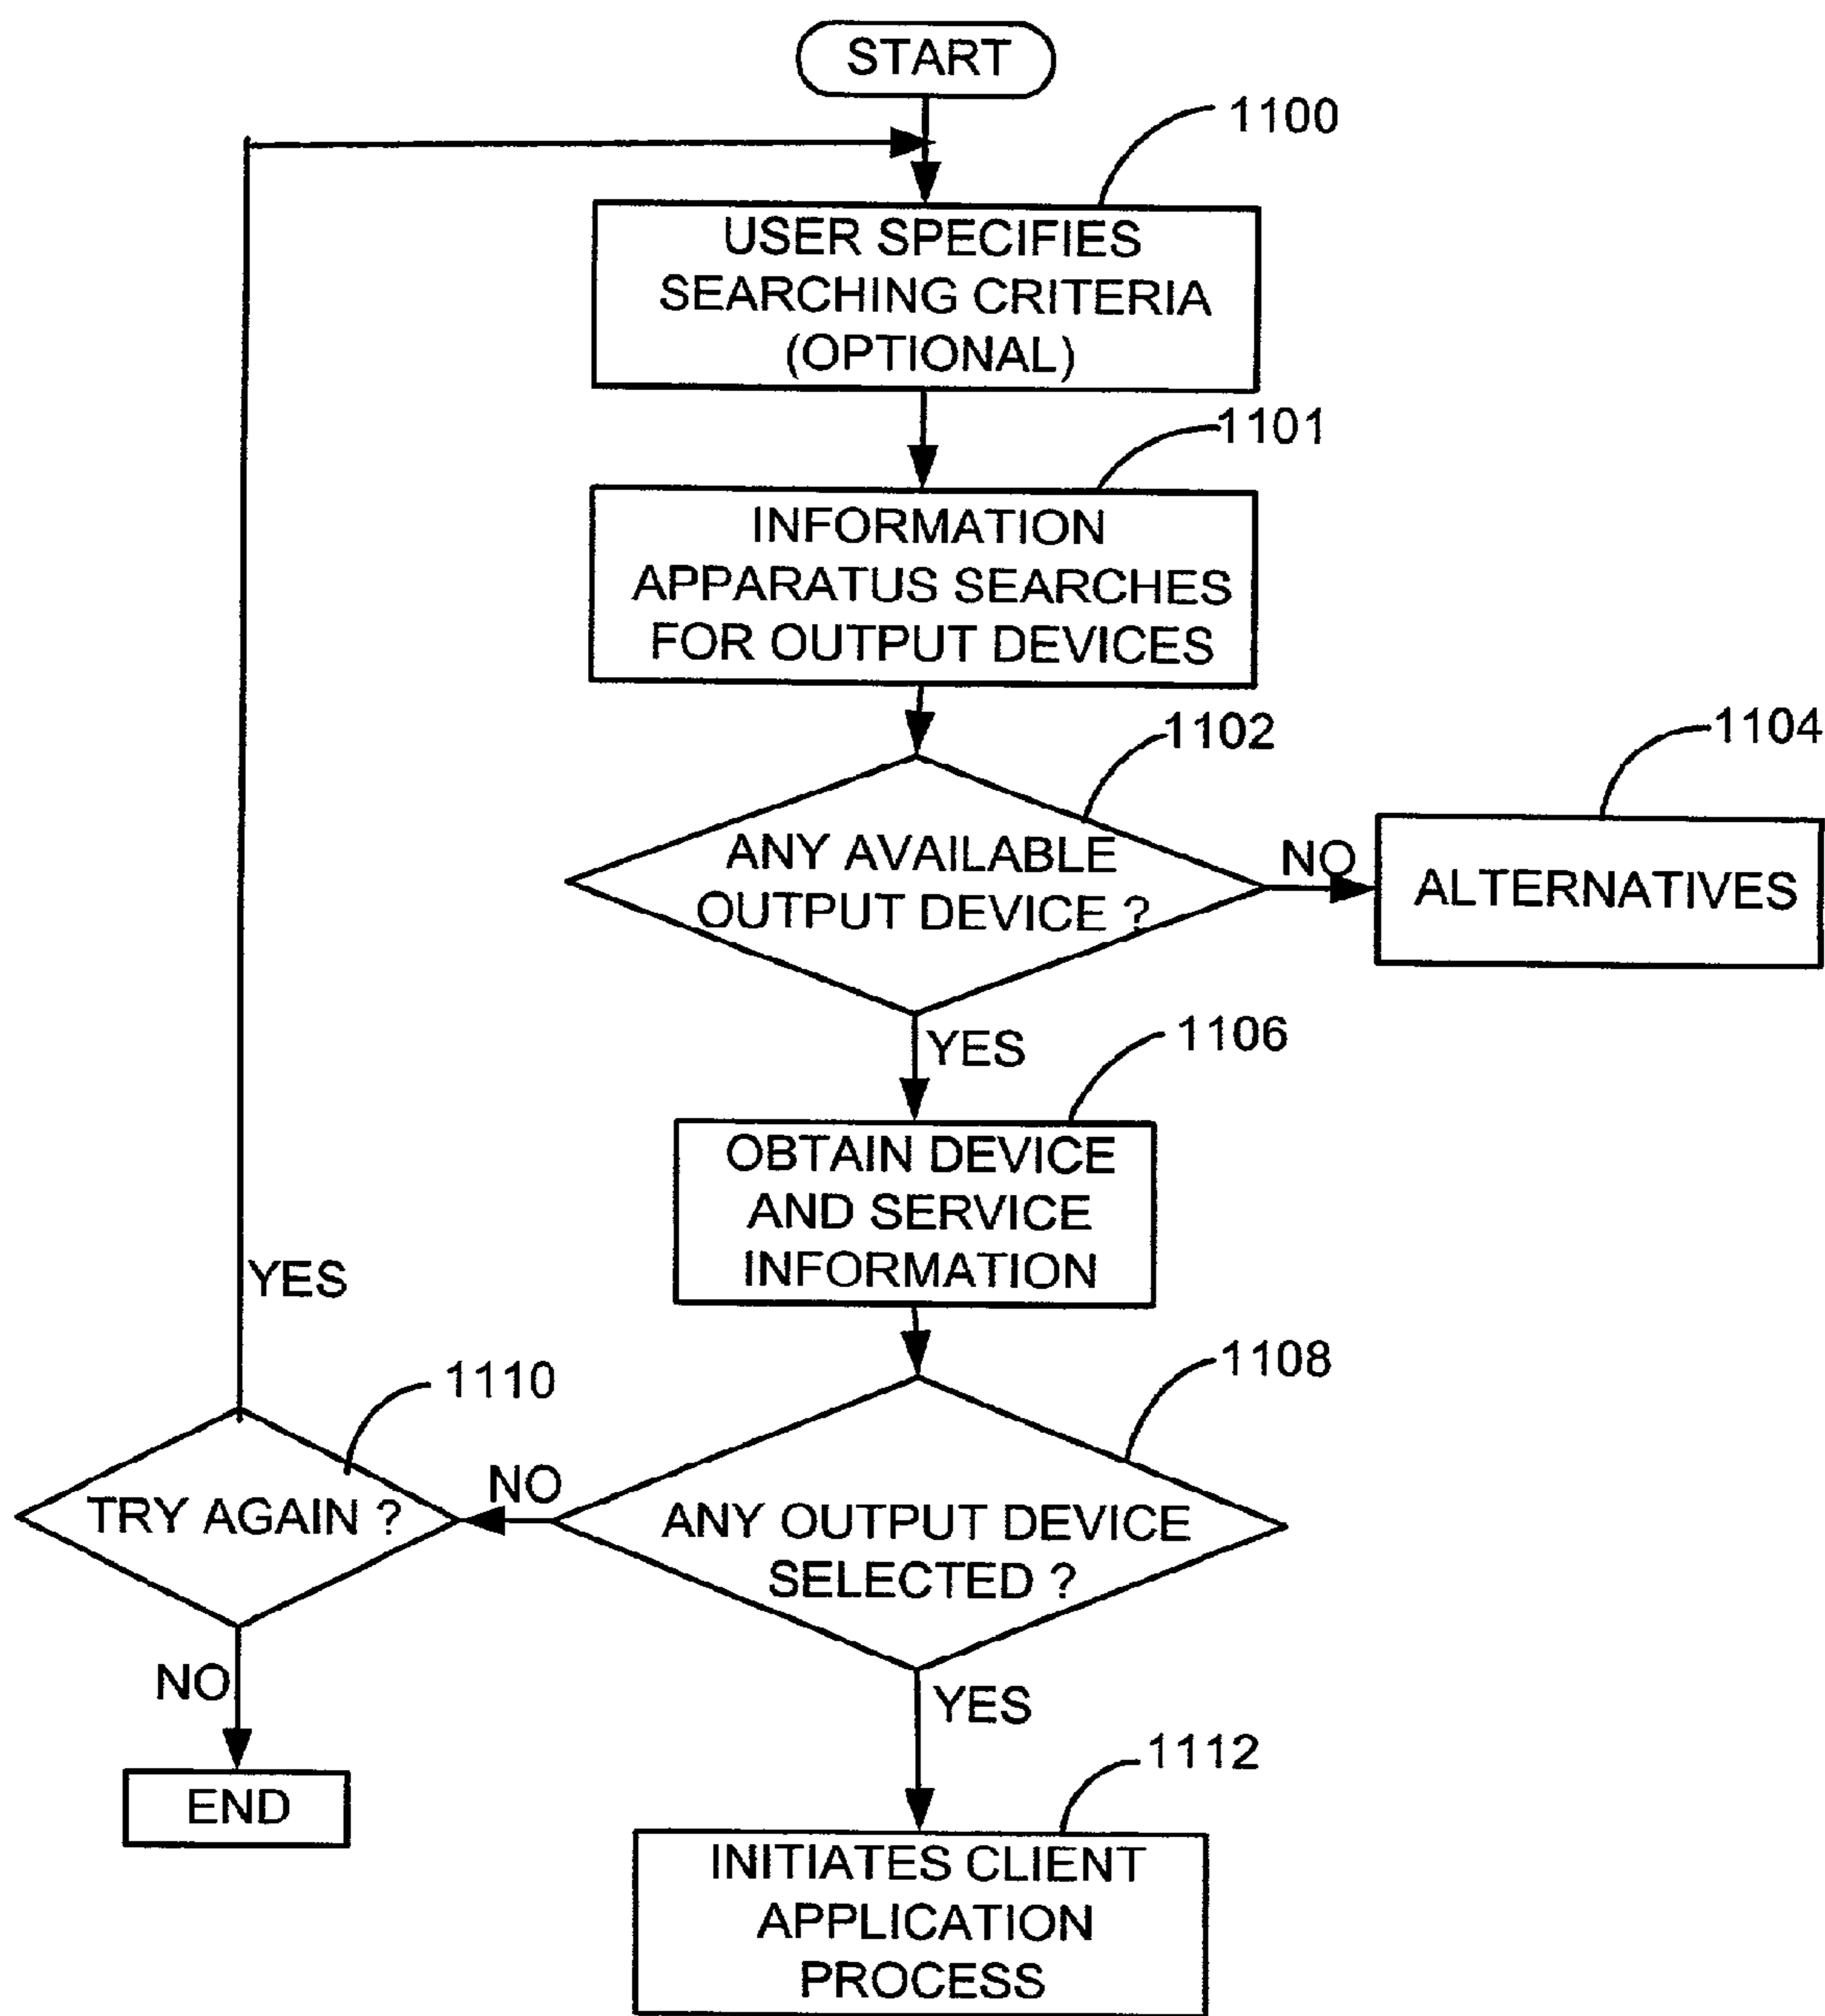 START
1100
USER SPECIFIES
SEARCHING CRITERIA
(OPTIONAL)
1101
INFORMATION
APPARATUS SEARCHES
FOR OUTPUT DEVICES
1102
1104
ANY AVAILABLE
OUTPUT DEVICE ?
NO
ALTERNATIVES
YES
1106
OBTAIN DEVICE
AND SERVICE
INFORMATION
YES
1108
1110
ANY OUTPUT DEVICE
SELECTED ?
NO
TRY AGAIN ?
NO
END
YES
1112
INITIATES CLIENT
APPLICATION
PROCESS